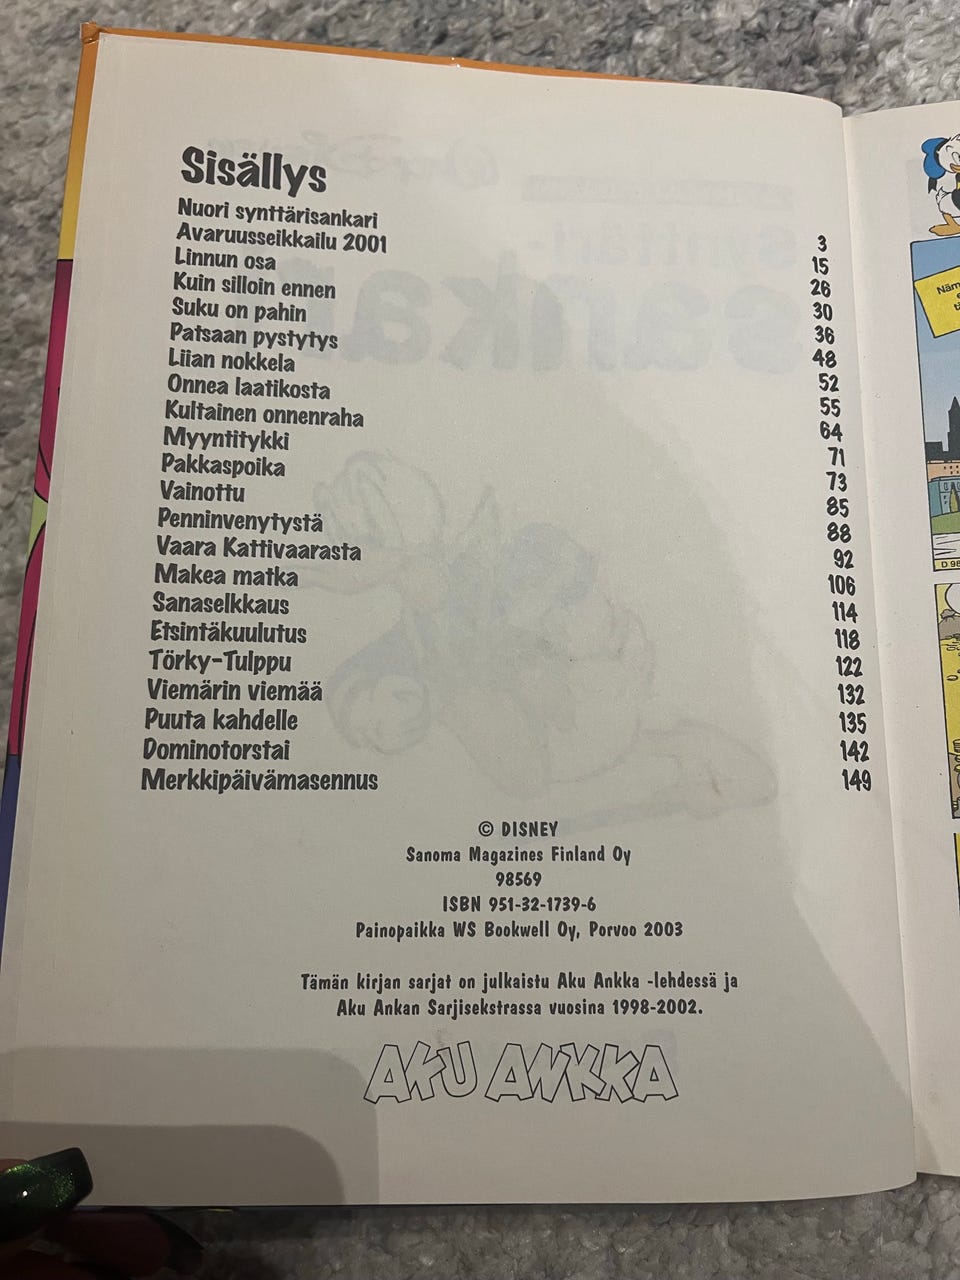 Sisällys
Nuori synttärisankari 3
Avaruusseikkailu 2001 15
Linnun osa 26
Kuin silloin ennen 30
Suku on pahin 36
Patsaan pystytys 48
Liian nokkela 52
Onnea laatikosta 55
Kultainen onnenraha 64
Myyntitykki 71
Pakkaspoika 73
Vainottu 85
Penninvenytystä 88
Vaara Kattivaarasta 92
Makea matka 106
Sanaselkkaus 114
Etsintäkuulutus 118
Törky-Tulppu 122
Viemärin viemää 132
Puuta kahdelle 135
Dominotorstai 142
Merkkipäivämasennus 149
© DISNEY
Sanoma Magazines Finland Oy
98569
ISBN 951-32-1739-6
Painopaikka WS Bookwell Oy, Porvoo 2003
Tämän kirjan sarjat on julkaistu Aku Ankka -lehdessä ja
Aku Ankan Sarjisekstrassa vuosina 1998-2002.
AKU ANKKA